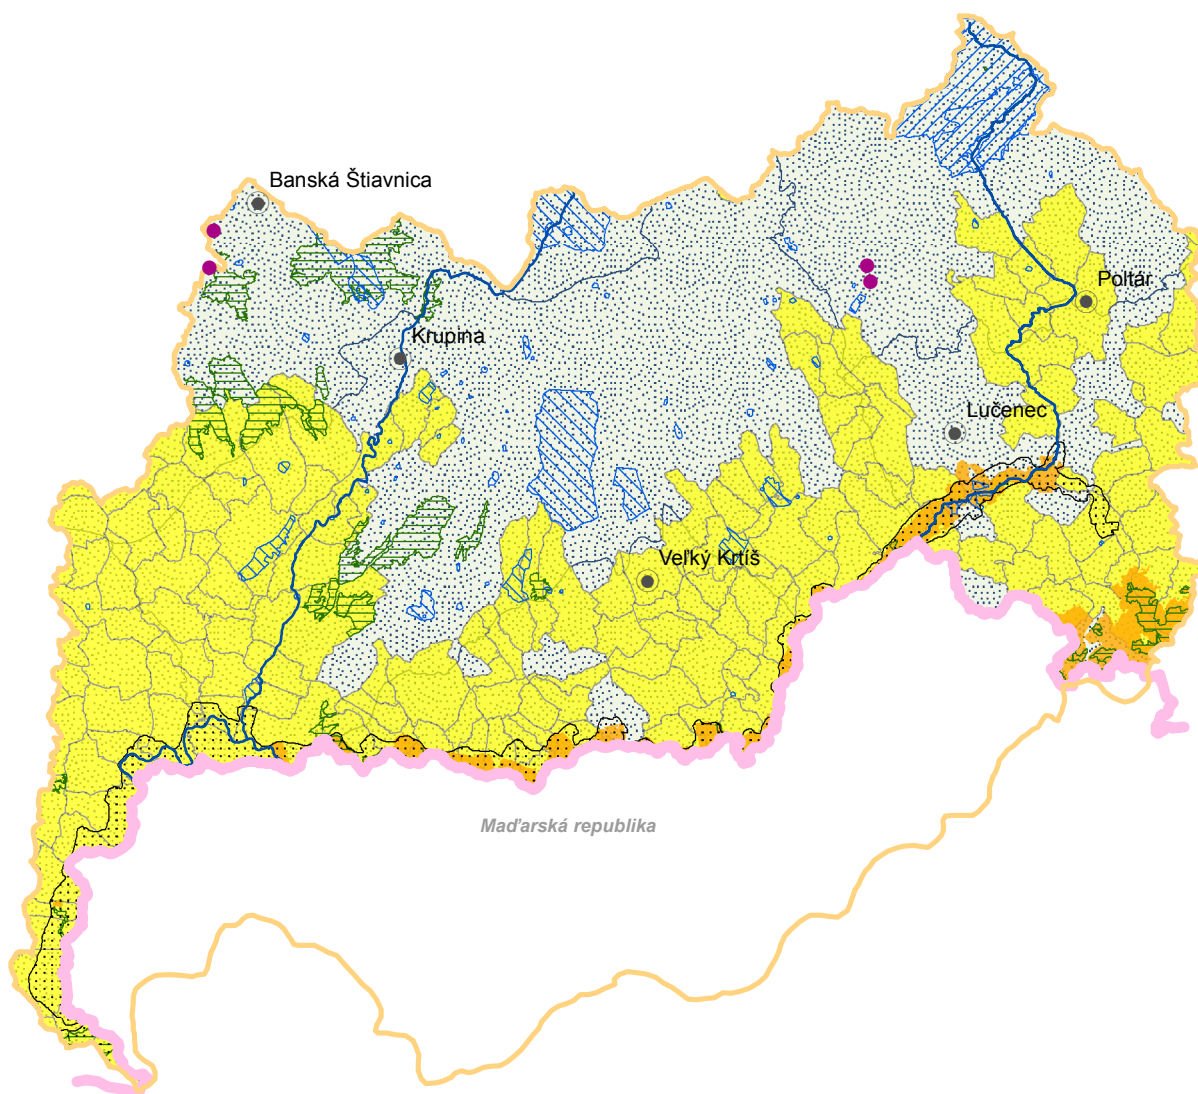 Banská Štiavnica
Poltár
Krupina
Lučenec
Veľký Krtíš
Maďarská republika